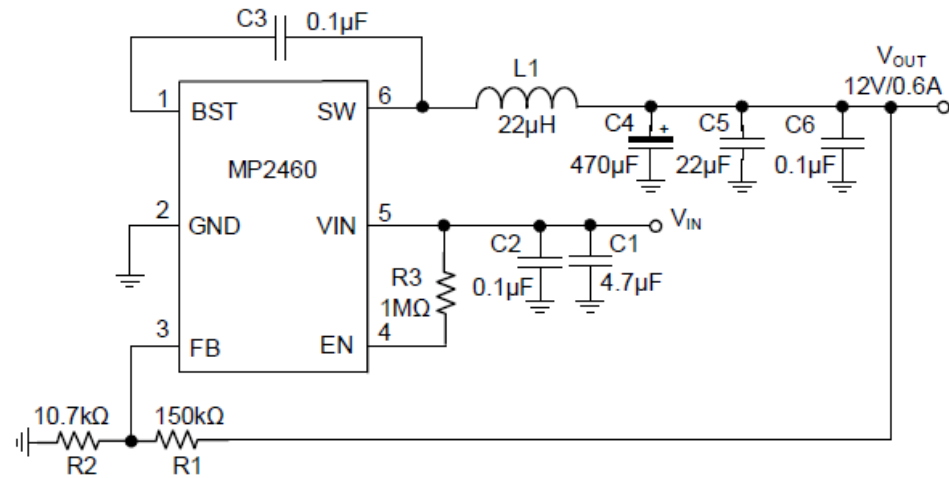 C3
0.1µF
1
BST
SW
6
L1
22µH
V_OUT
12V/0.6A
C4
+
470µF
C5
22µF
C6
0.1µF
MP2460
2
GND
VIN
5
V_IN
R3
1MΩ
C2
0.1µF
C1
4.7µF
3
FB
EN
4
10.7kΩ
R2
150kΩ
R1